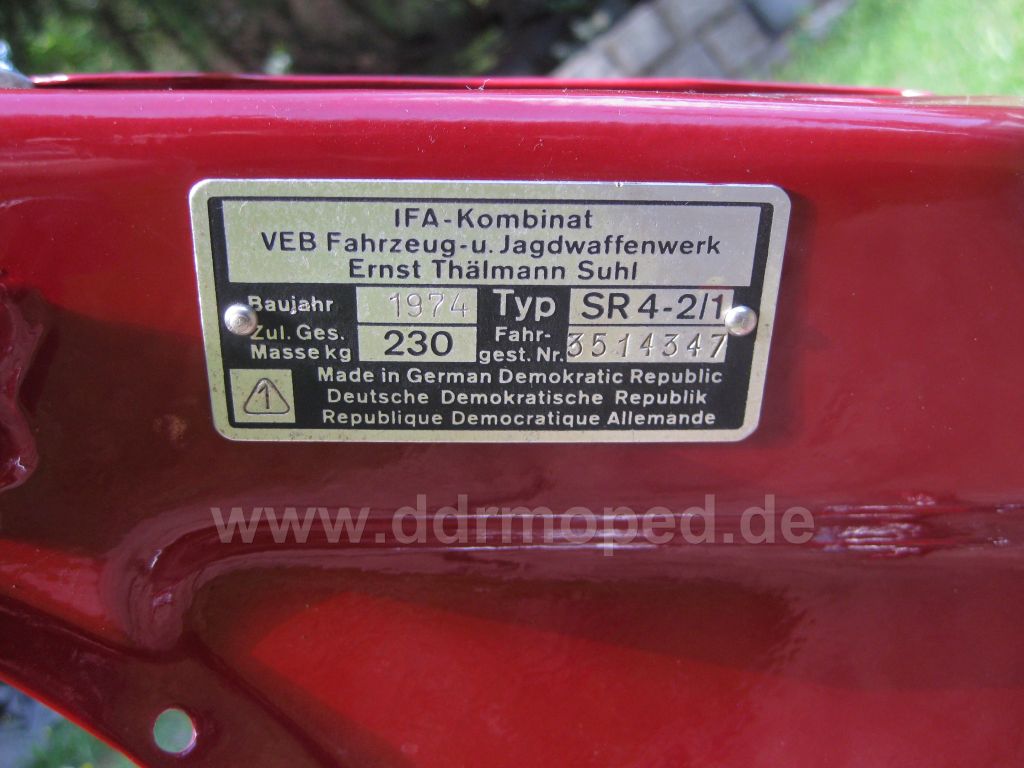 IFA-Kombinat
VEB Fahrzeug-u. Jagdwaffenwerk
Ernst Thälmann Suhl
Baujahr 1974 Typ SR 4-2/1
Zul. Ges. Masse kg 230 Fahr-gest. Nr. 3514347
1 Made in German Demokratic Republic
Deutsche Demokratische Republik
Republique Democratique Allemande
www.ddrmoped.de